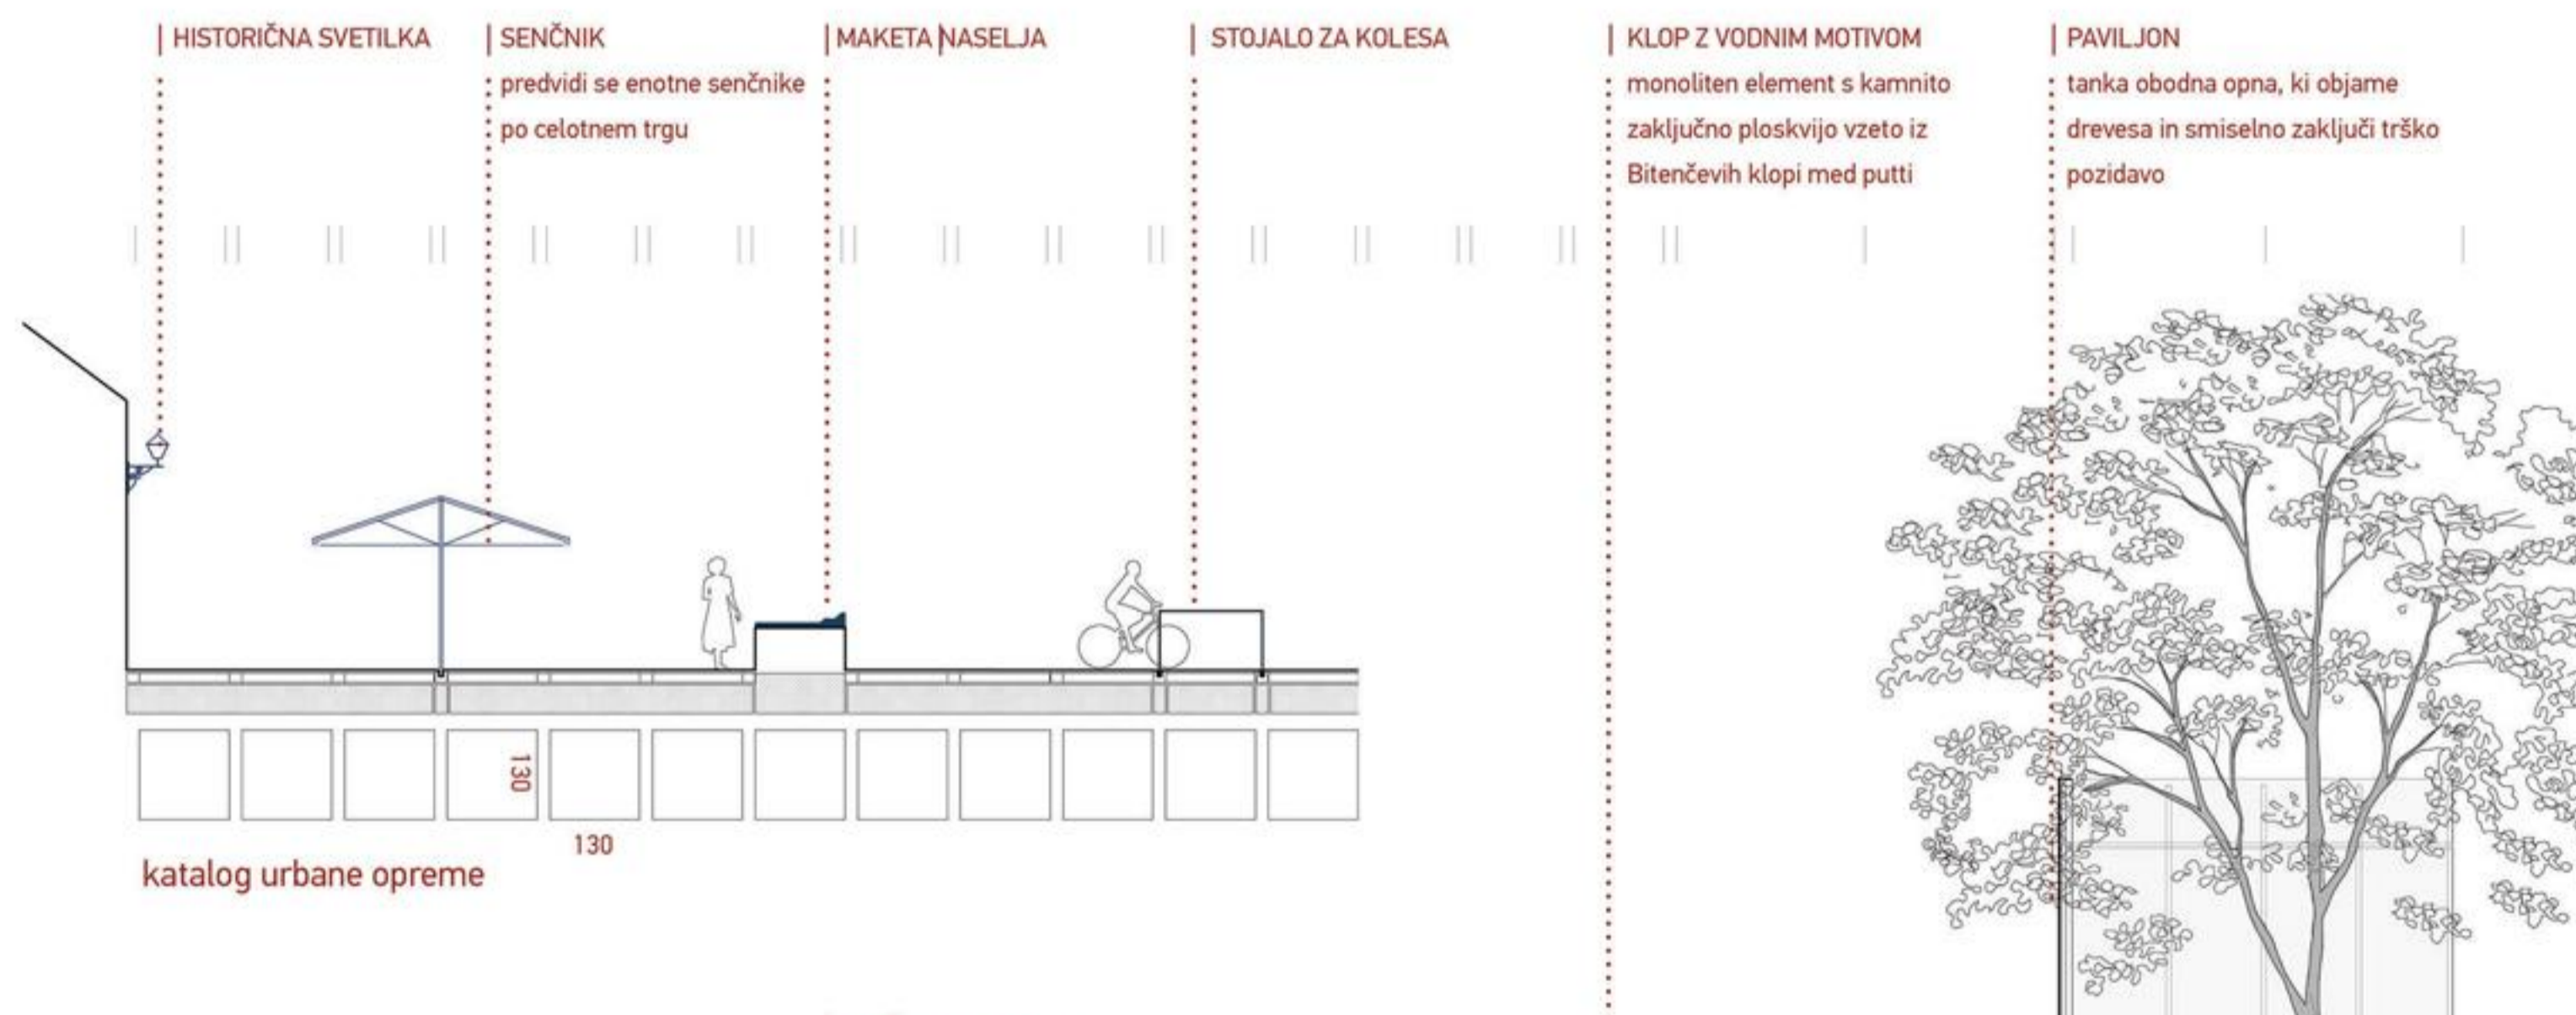 HISTORIČNA SVETILKA
SENČNIK
predvidi se enotne senčnike
po celotnem trgu
MAKETA NASELJA
STOJALO ZA KOLESA
KLOP Z VODNIM MOTIVOM
monoliten element s kamnito
zaključno ploskvijo vzeto iz
Bitenčevih klopi med putti
PAVILJON
tanka obodna opna, ki objame
drevesa in smiselno zaključi trško
pozidavo
130
130
katalog urbane opreme